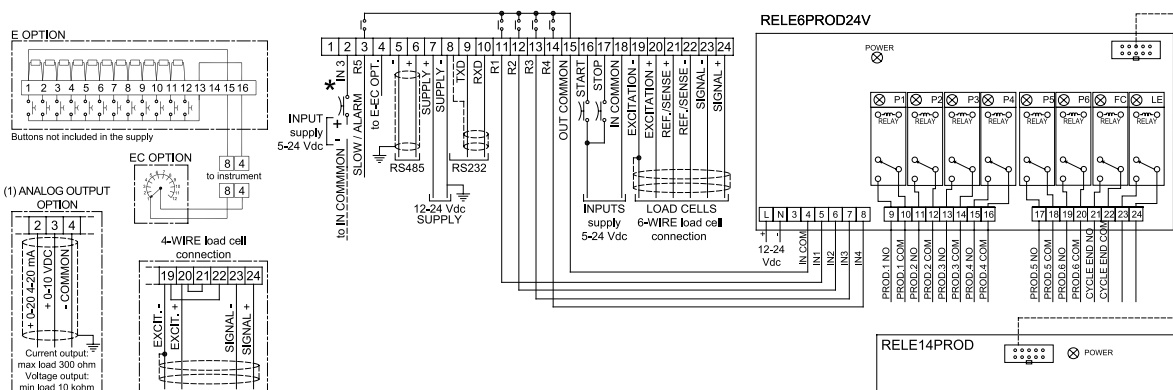 E OPTION
1 2 3 4 5 6 7 8 9 10 11 12 13 14 15 16
Buttons not included in the supply
EC OPTION
8 4
to instrument
8 4
(1) ANALOG OUTPUT
OPTION
2 3 4
+ 0-20 4-20 mA
+ 0-10 VDC
- COMMON
Current output:
max load 300 ohm
Voltage output:
min load 10 kohm
4-WIRE load cell
connection
19 20 21 22 23 24
EXCIT. -
EXCIT. +
SIGNAL -
SIGNAL +
1 2 3 4 5 6 7 8 9 10 11 12 13 14 15 16 17 18 19 20 21 22 23 24
*
IN 3
R5
to E-EC OPT.
-
+
SUPPLY +
SUPPLY -
TXD
RXD
R1
R2
R3
R4
OUT COMMON
START
STOP
IN COMMON
EXCITATION -
EXCITATION +
REF./SENSE +
REF./SENSE -
SIGNAL -
SIGNAL +
+
-
INPUT
supply
5-24 Vdc
to IN COMMMON
SLOW / ALARM
RS485
RS232
12-24 Vdc
SUPPLY
INPUTS
supply
5-24 Vdc
LOAD CELLS
6-WIRE load cell
connection
RELE6PROD24V
POWER
P1 P2 P3 P4 P5 P6 FC LE
RELAY RELAY RELAY RELAY RELAY RELAY RELAY RELAY
L N 3 4 5 6 7 8
9 10 11 12 13 14 15 16
17 18 19 20 21 22 23 24
+ -
12-24
Vdc
IN COM
IN1
IN2
IN3
IN4
PROD.1 NO
PROD.1 COM
PROD.2 NO
PROD.2 COM
PROD.3 NO
PROD.3 COM
PROD.4 NO
PROD.4 COM
PROD.5 NO
PROD.5 COM
PROD.6 NO
PROD.6 COM
CYCLE END NO
CYCLE END COM
RELE14PROD
POWER